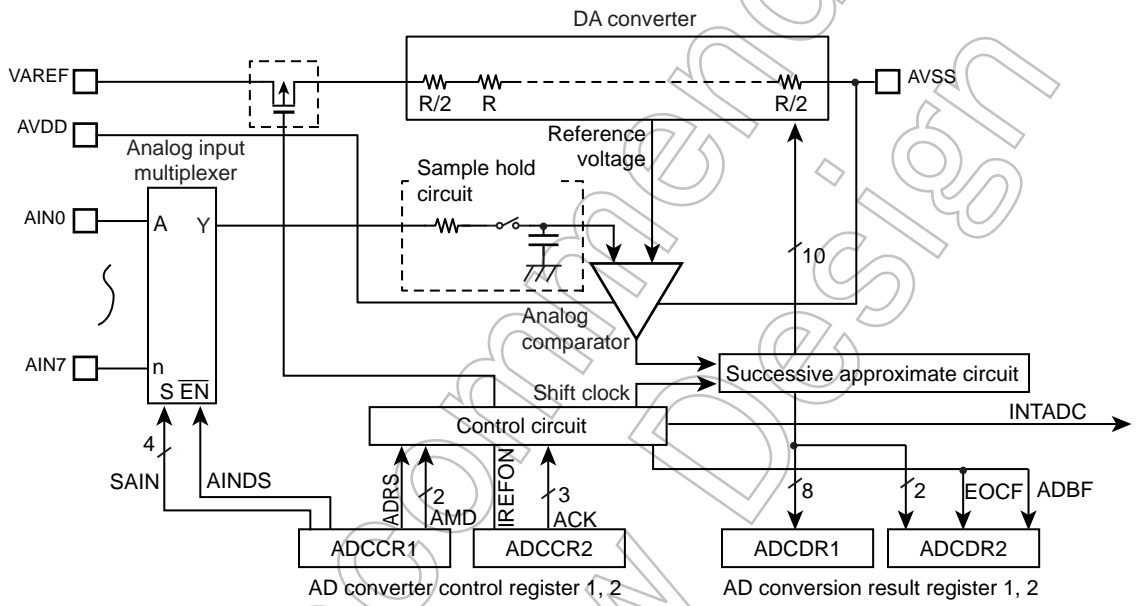 DA converter
VAREF
AVSS
R/2
R
R/2
AVDD
Reference
voltage
Analog input
multiplexer
Sample hold
circuit
AIN0
A
Y
10
Analog
comparator
AIN7
n
S EN
Successive approximate circuit
Shift clock
INTADC
Control circuit
4
SAIN
AINDS
ADRS
2
AMD
IREFON
3
ACK
8
2
EOCF
ADBF
ADCCR1
ADCCR2
ADCDR1
ADCDR2
AD converter control register 1, 2
AD conversion result register 1, 2
Design